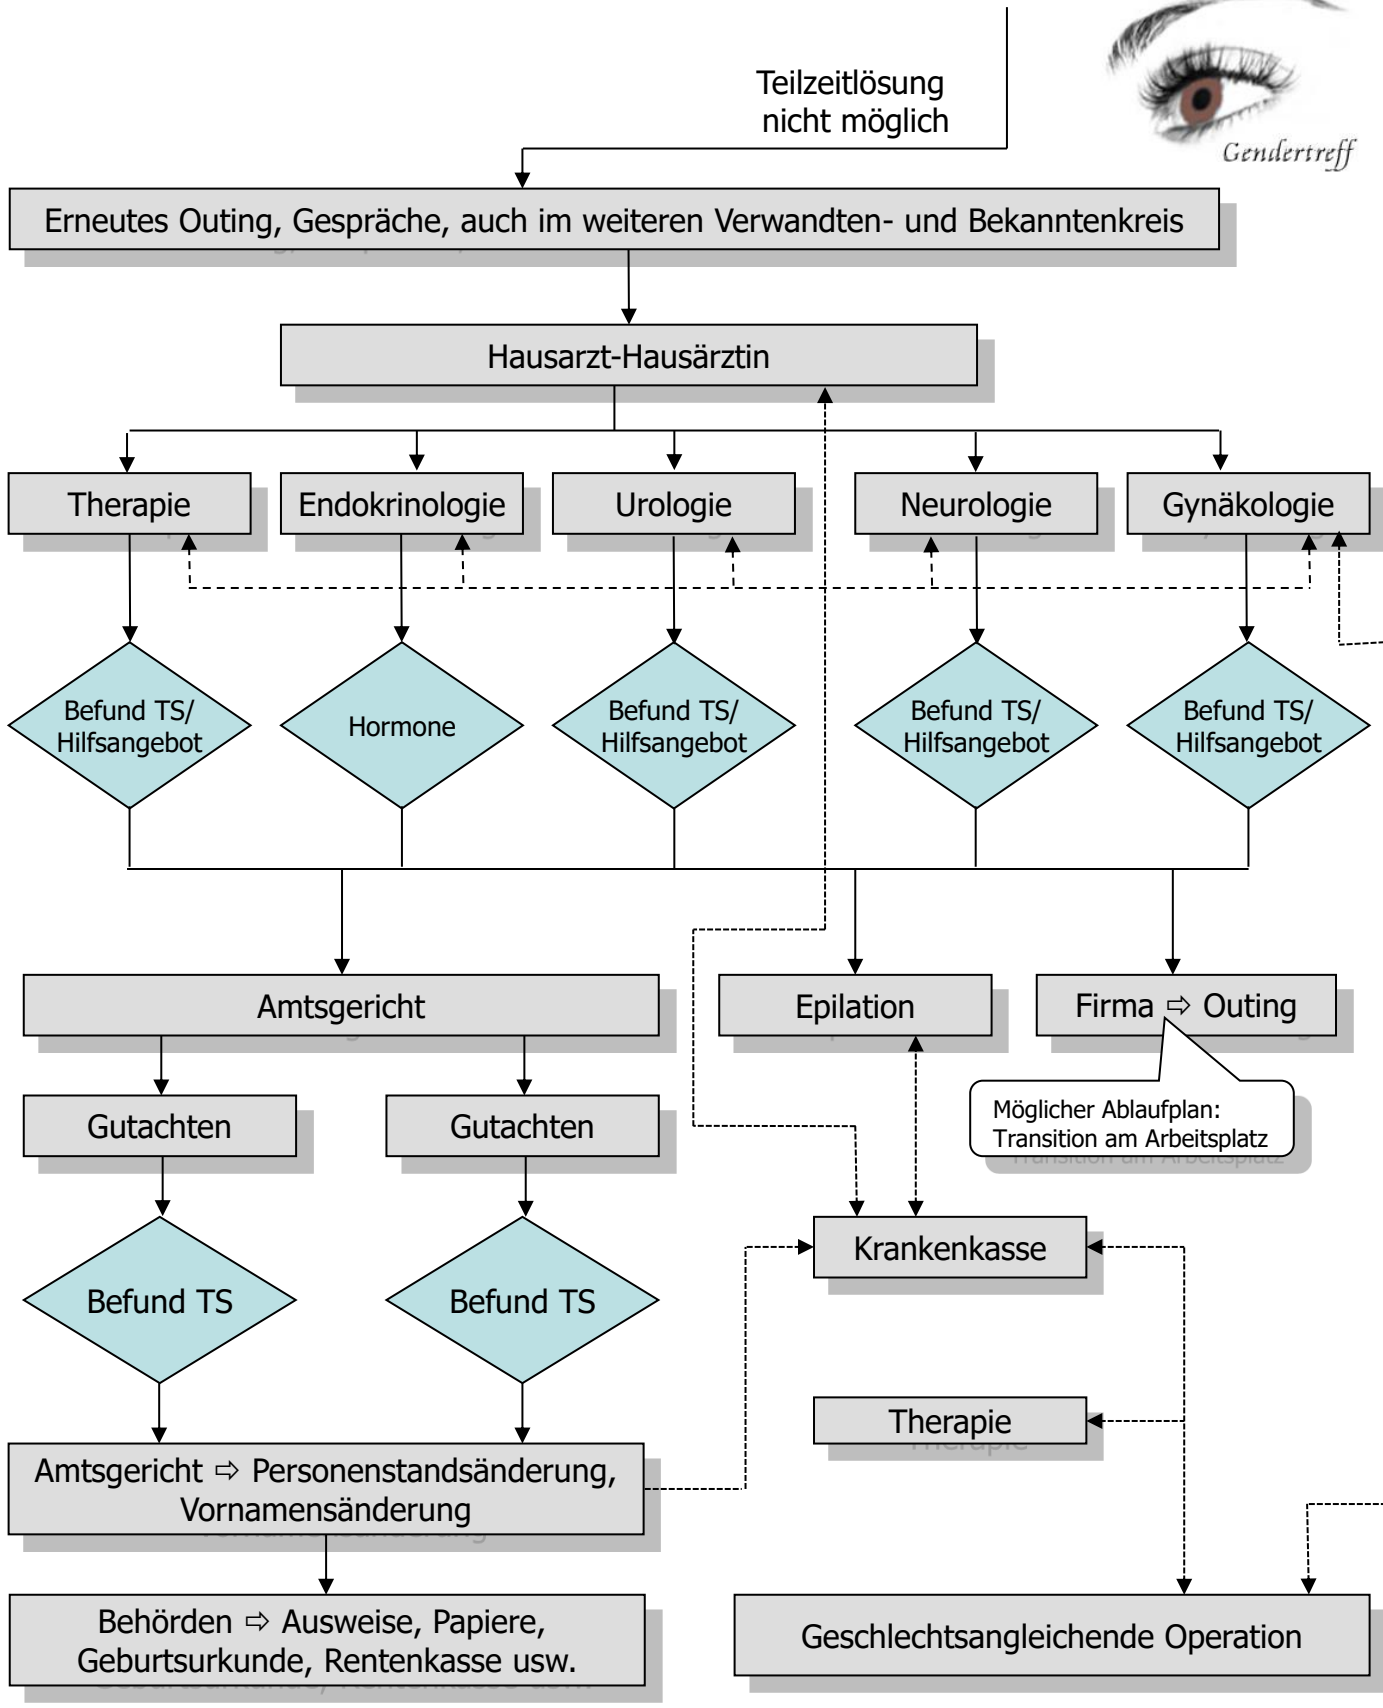 Teilzeitlösung
nicht möglich
Gendertreff
Erneutes Outing, Gespräche, auch im weiteren Verwandten- und Bekanntenkreis
Hausarzt-Hausärztin
Therapie
Endokrinologie
Urologie
Neurologie
Gynäkologie
Befund TS/
Hilfsangebot
Hormone
Befund TS/
Hilfsangebot
Befund TS/
Hilfsangebot
Befund TS/
Hilfsangebot
Amtsgericht
Epilation
Firma ⇨ Outing
Möglicher Ablaufplan:
Transition am Arbeitsplatz
Gutachten
Gutachten
Befund TS
Befund TS
Krankenkasse
Therapie
Amtsgericht ⇨ Personenstandsänderung,
Vornamensänderung
Behörden ⇨ Ausweise, Papiere,
Geburtsurkunde, Rentenkasse usw.
Geschlechtsangleichende Operation